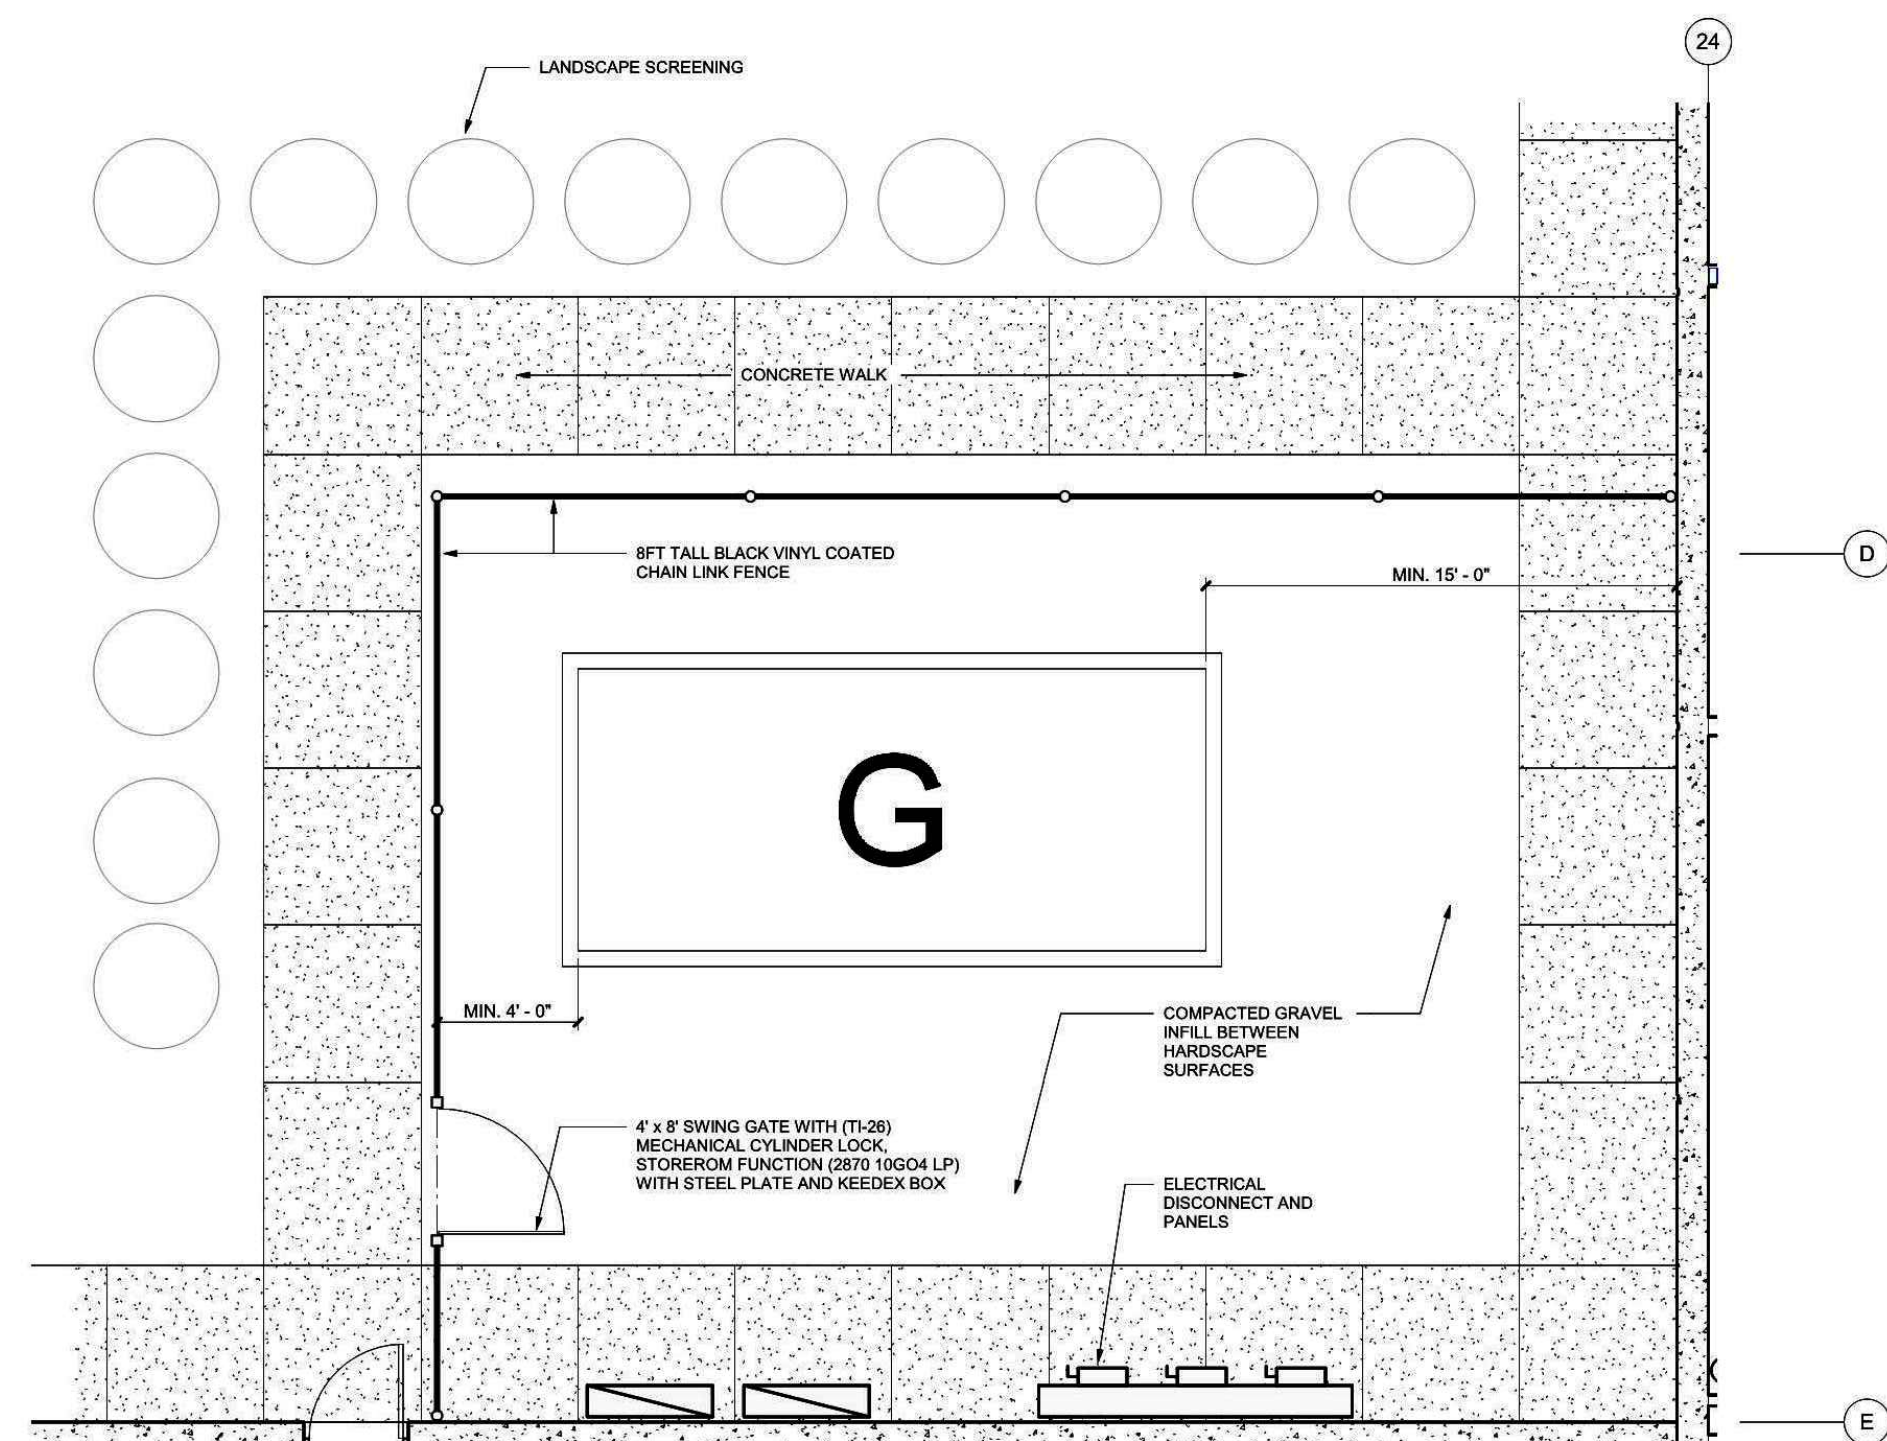 24
LANDSCAPE SCREENING
CONCRETE WALK
8FT TALL BLACK VINYL COATED
CHAIN LINK FENCE
D
MIN. 15' - 0"
G
MIN. 4' - 0"
COMPACTED GRAVEL
INFILL BETWEEN
HARDSCAPE
SURFACES
4' x 8' SWING GATE WITH (TI-26)
MECHANICAL CYLINDER LOCK,
STOREROM FUNCTION (2870 10GO4 LP)
WITH STEEL PLATE AND KEEDEX BOX
ELECTRICAL
DISCONNECT AND
PANELS
E